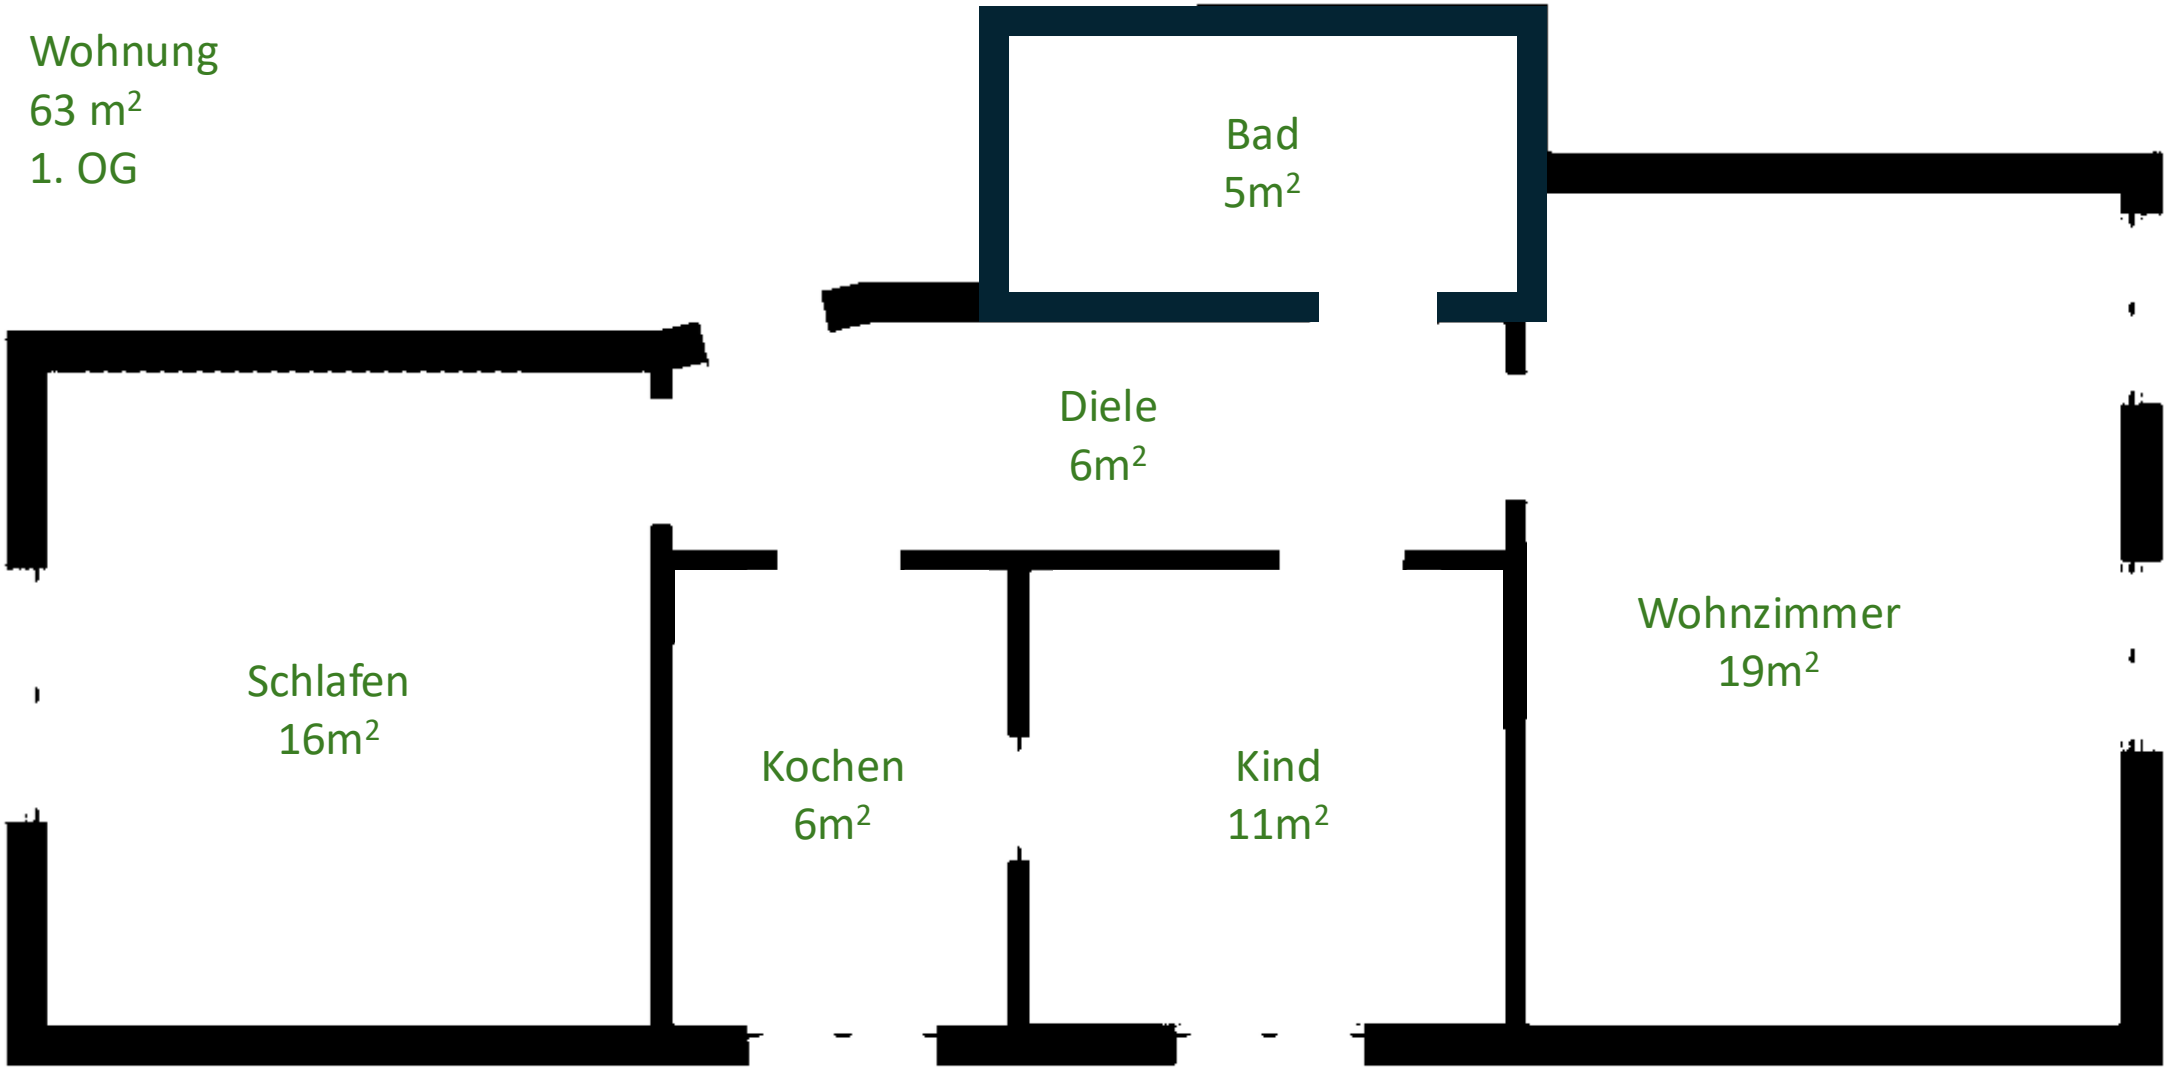 Wohnung
63 m²
1. OG
Bad
5m²
Diele
6m²
Wohnzimmer
19m²
Schlafen
16m²
Kochen
6m²
Kind
11m²